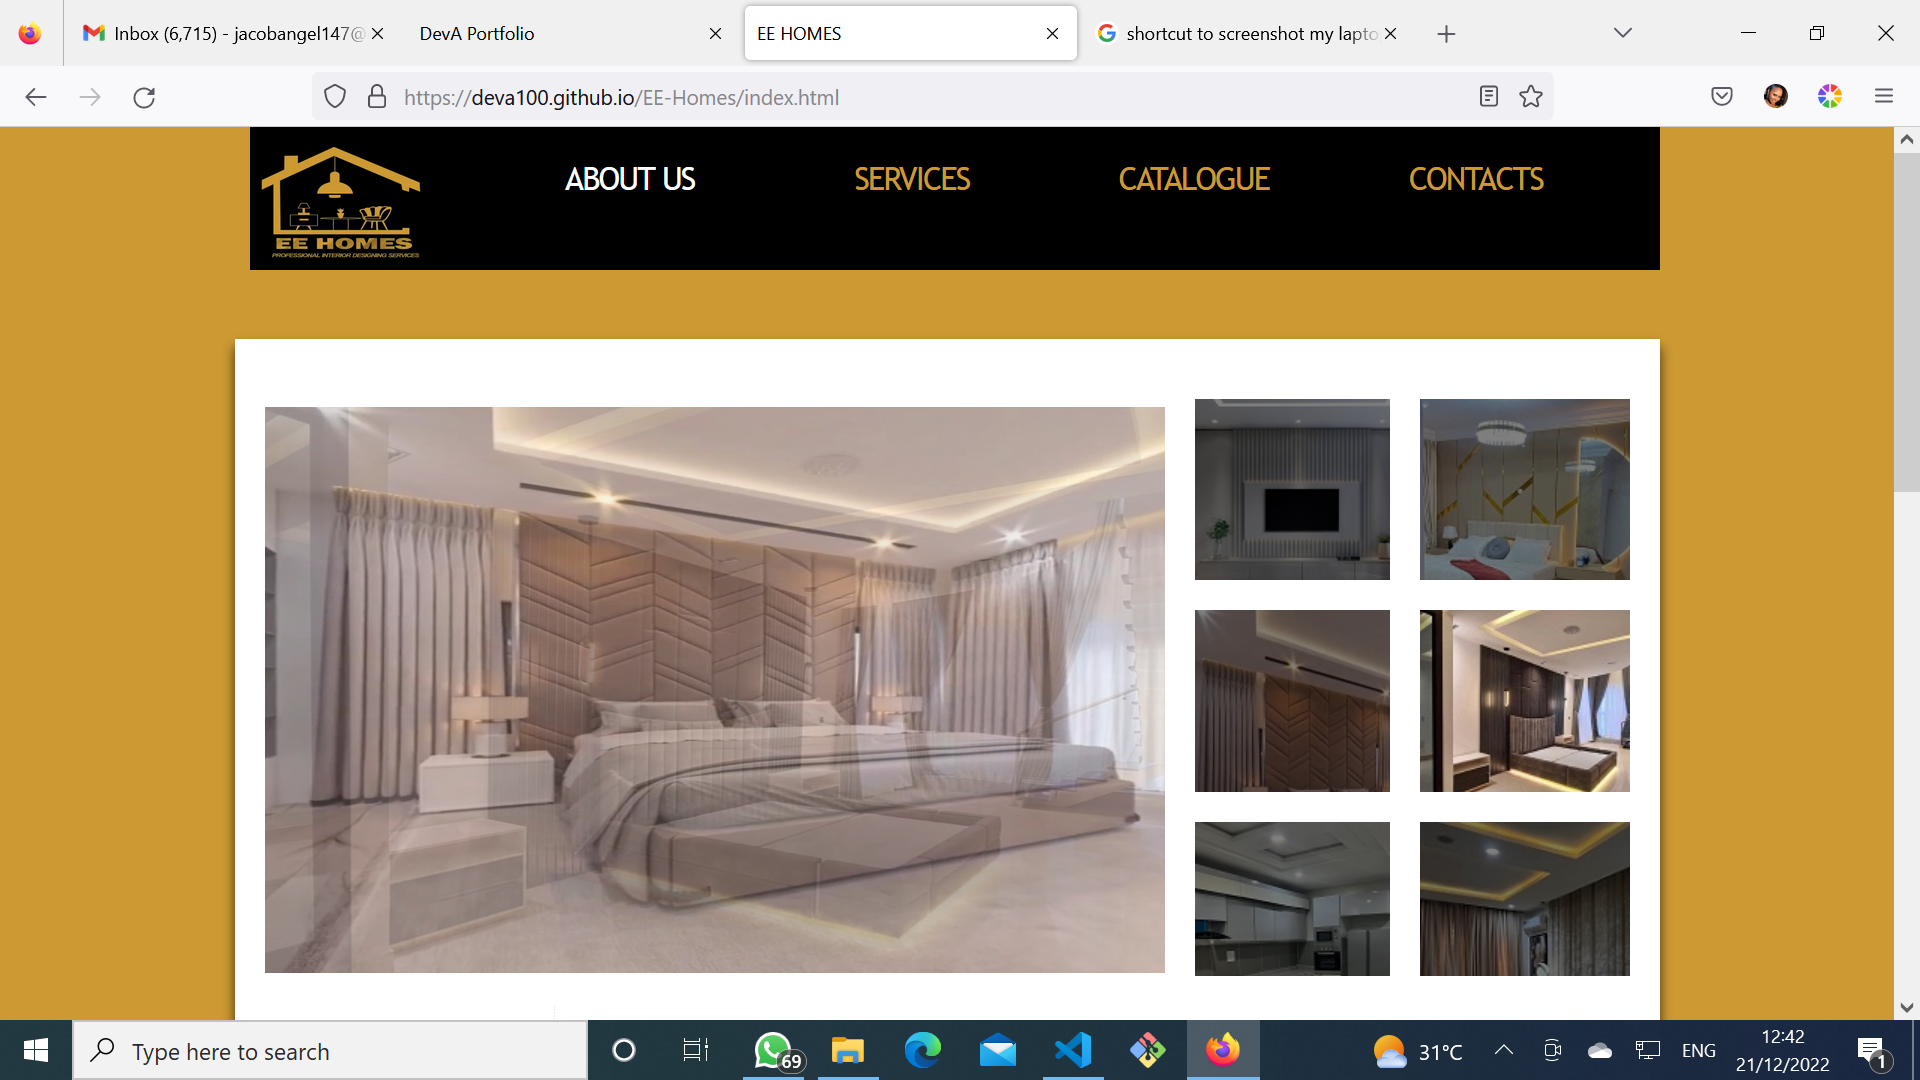 Inbox (6,715) - jacobangel147@
DevA Portfolio
EE HOMES
shortcut to screenshot my lapto
https://deva100.github.io/EE-Homes/index.html
ABOUT US
SERVICES
CATALOGUE
CONTACTS
EE HOMES
PROFESSIONAL INTERIOR DESIGNING SERVICES
Type here to search
69
31°C
ENG
12:42
21/12/2022
1